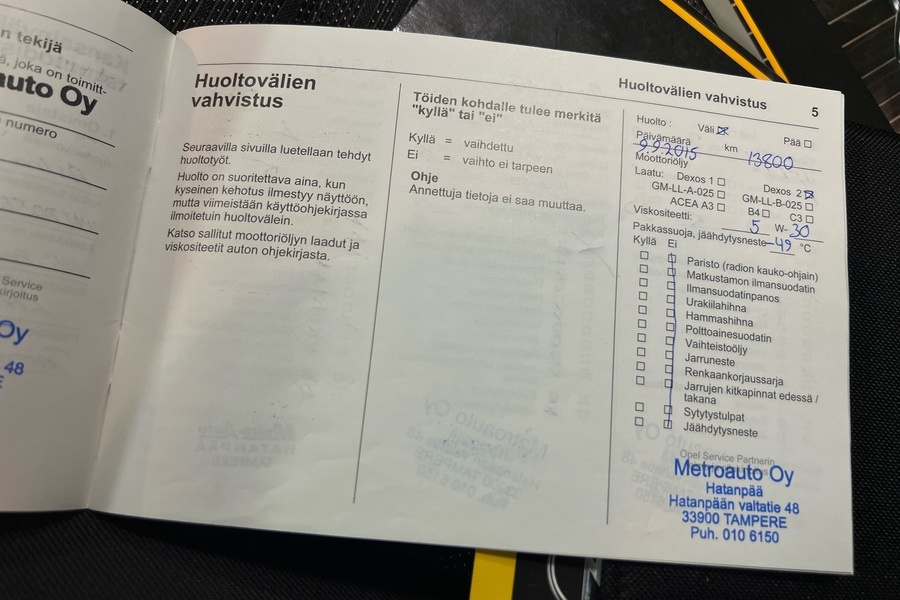 n tekijä
ä, joka on toimitt-
auto Oy
numero
Service
kirjoitus
Oy
48
E
Huoltovälien
vahvistus
Seuraavilla sivuilla luetellaan tehdyt
huoltotyöt.
Huolto on suoritettava aina, kun
kyseinen kehotus ilmestyy näyttöön,
mutta viimeistään käyttöohjekirjassa
ilmoitetuin huoltovälein.
Katso sallitut moottoriöljyn laadut ja
viskositeetit auton ohjekirjasta.
Töiden kohdalle tulee merkitä
"kyllä" tai "ei"
Kyllä = vaihdettu
Ei = vaihto ei tarpeen
Ohje
Annettuja tietoja ei saa muuttaa.
Huoltovälien vahvistus 5
Huolto : Väli ☒ Pää ☐
Päivämäärä km
9.9.2015 13800
Moottoriöljy
Laatu: Dexos 1 ☐ Dexos 2 ☒
GM-LL-A-025 ☐ GM-LL-B-025 ☐
ACEA A3 ☐ B4 ☐ C3 ☐
Viskositeetti: 5 W- 30
Pakkassuoja, jäähdytysneste -49 °C
Kyllä Ei
☐ ☐ Paristo (radion kauko-ohjain)
☐ ☐ Matkustamon ilmansuodatin
☐ ☐ Ilmansuodatinpanos
☐ ☐ Urakiilahihna
☐ ☐ Hammashihna
☐ ☐ Polttoainesuodatin
☐ ☐ Vaihteistoöljy
☐ ☐ Jarruneste
☐ ☐ Renkaankorjaussarja
☐ ☐ Jarrujen kitkapinnat edessä /
takana
☐ ☐ Sytytystulpat
☐ ☐ Jäähdytysneste
Opel Service Partnerin
Metroauto Oy
Hatanpää
Hatanpään valtatie 48
33900 TAMPERE
Puh. 010 6150